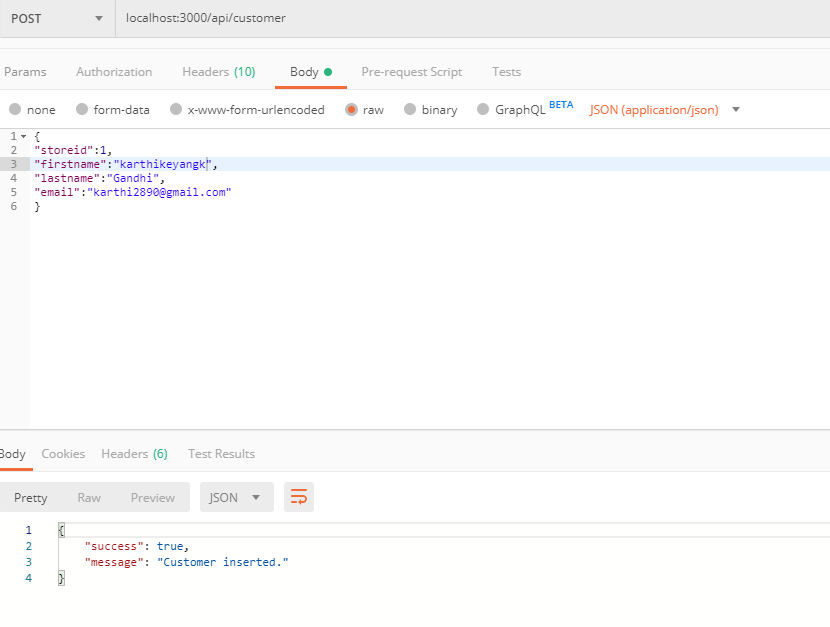 POST localhost:3000/api/customer
Params Authorization Headers (10) Body Pre-request Script Tests
none form-data x-www-form-urlencoded raw binary GraphQL BETA JSON (application/json)
1 {
2 "storeid":1,
3 "firstname":"karthikeyangk",
4 "lastname":"Gandhi",
5 "email":"karthi2890@gmail.com"
6 }
Body Cookies Headers (6) Test Results
Pretty Raw Preview JSON
1 {
2 "success": true,
3 "message": "Customer inserted."
4 }